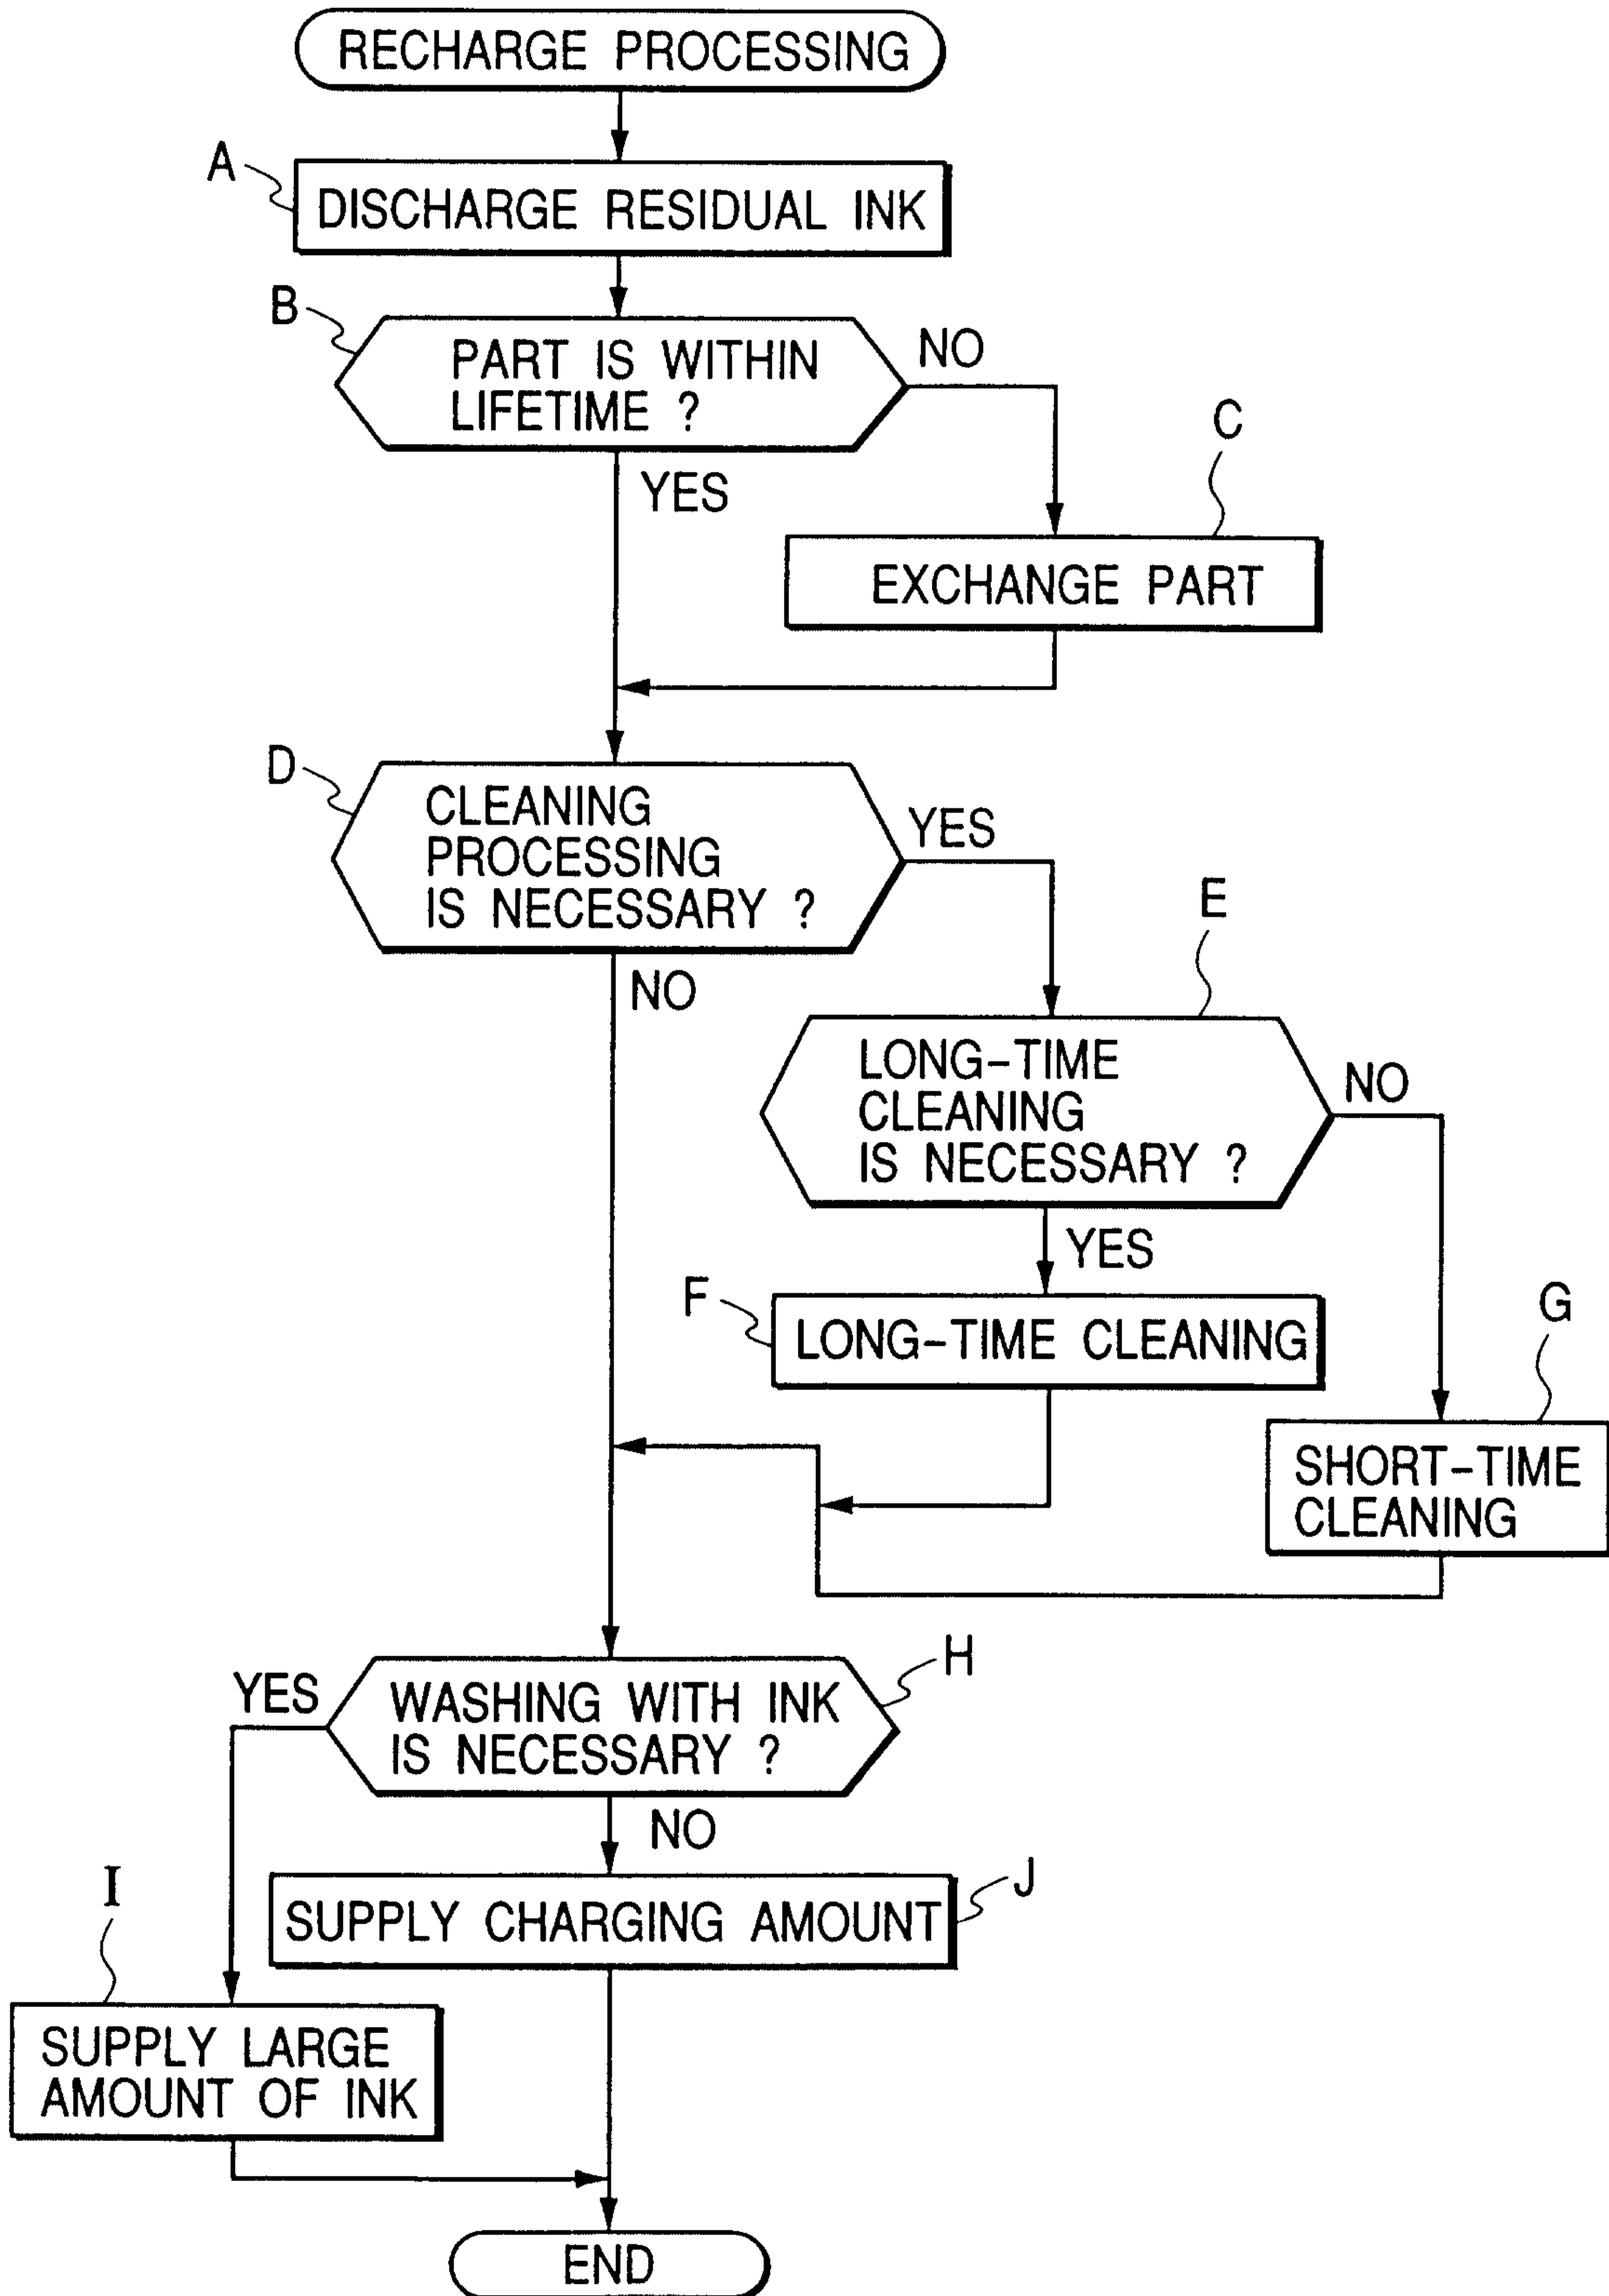 RECHARGE PROCESSING
A
DISCHARGE RESIDUAL INK
B
PART IS WITHIN
LIFETIME ?
NO
YES
C
EXCHANGE PART
D
CLEANING
PROCESSING
IS NECESSARY ?
YES
NO
E
LONG-TIME
CLEANING
IS NECESSARY ?
NO
YES
F
LONG-TIME CLEANING
G
SHORT-TIME
CLEANING
H
WASHING WITH INK
IS NECESSARY ?
YES
NO
I
SUPPLY LARGE
AMOUNT OF INK
J
SUPPLY CHARGING AMOUNT
END